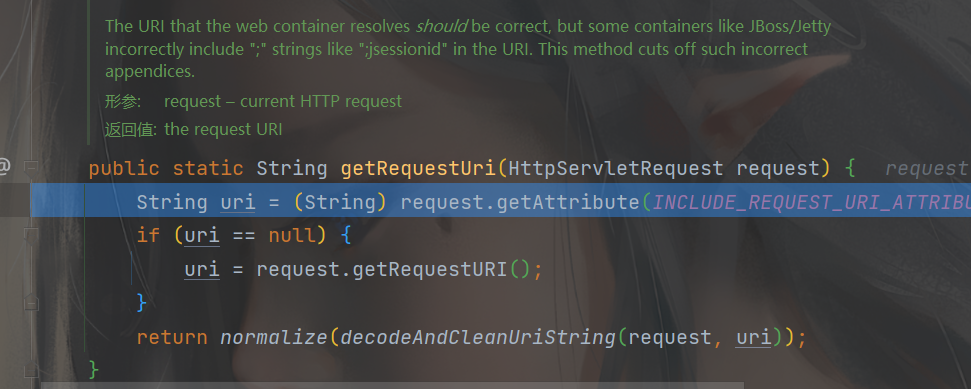 The URI that the web container resolves should be correct, but some containers like JBoss/Jetty
incorrectly include ";" strings like ";jsessionid" in the URI. This method cuts off such incorrect
appendices.
形参: request – current HTTP request
返回值: the request URI
@
public static String getRequestUri(HttpServletRequest request) { request
String uri = (String) request.getAttribute(INCLUDE_REQUEST_URI_ATTRIBU
if (uri == null) {
uri = request.getRequestURI();
}
return normalize(decodeAndCleanUriString(request, uri));
}